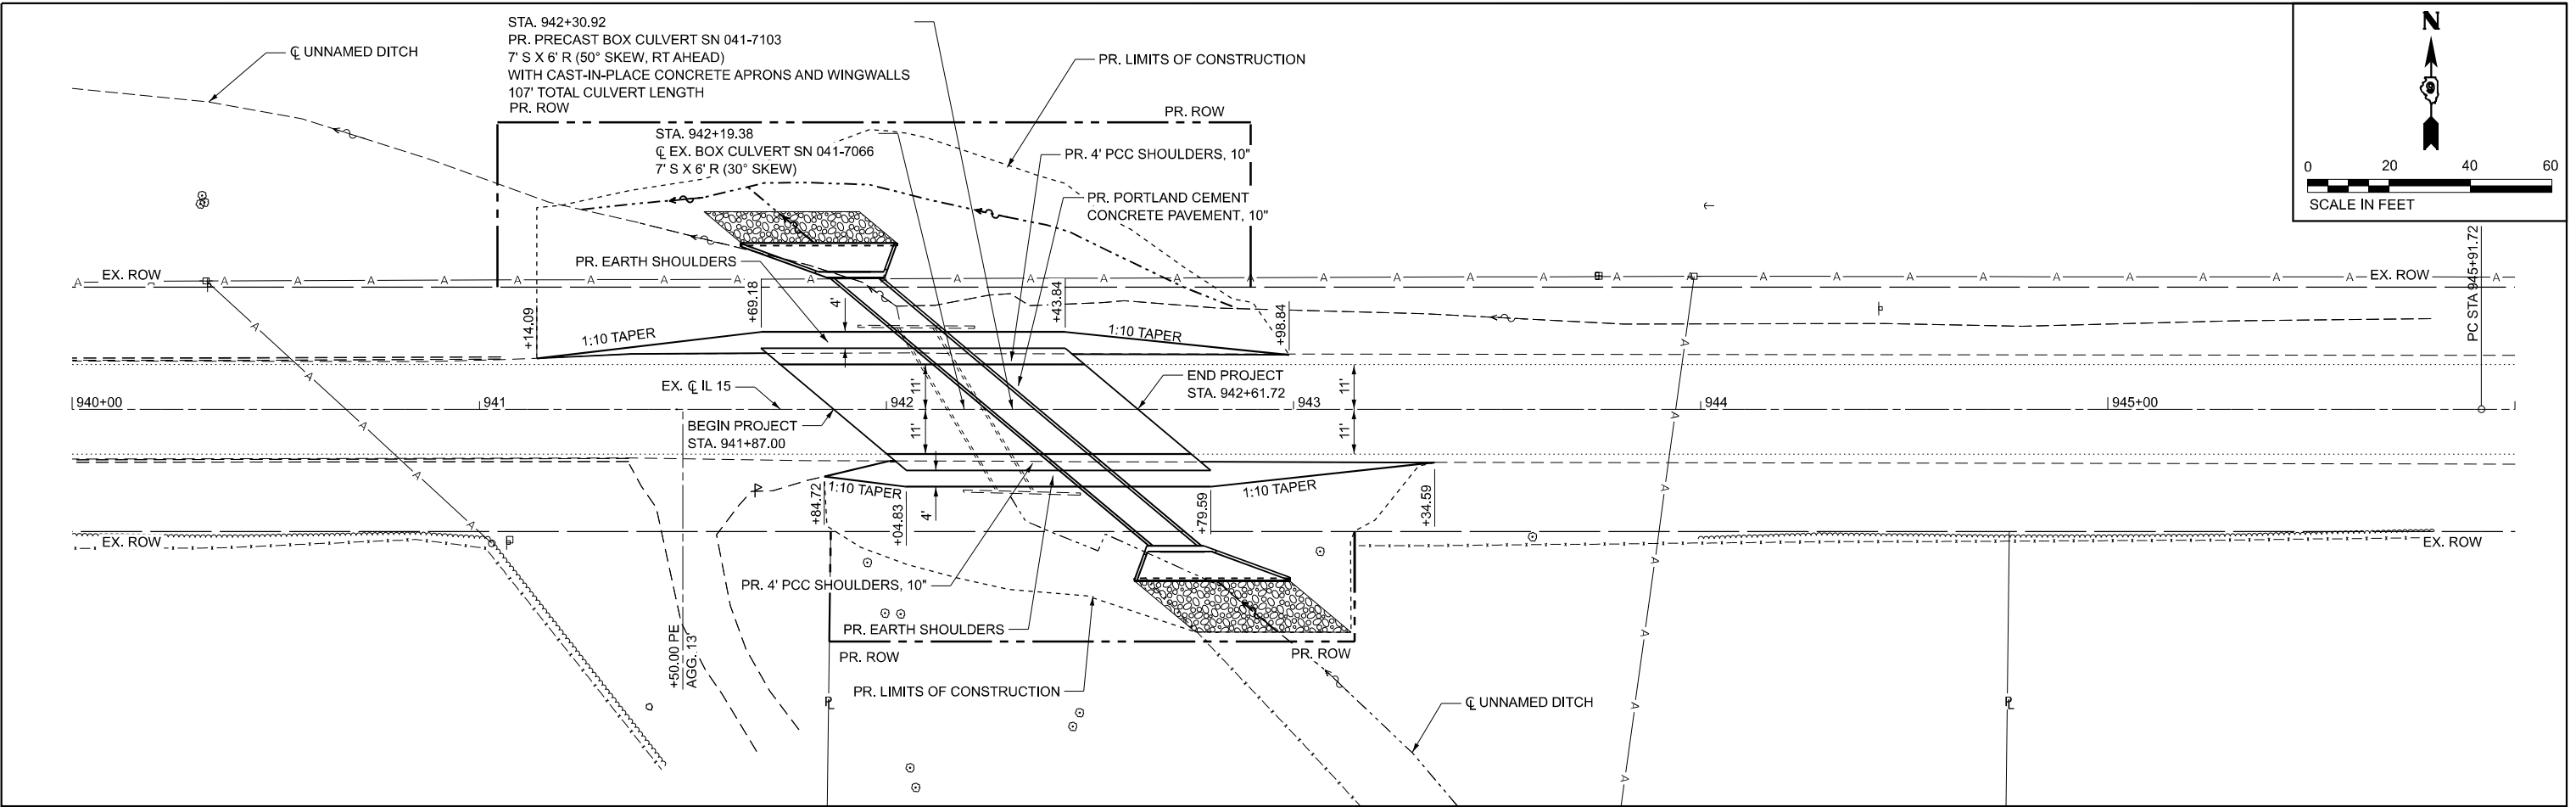 STA. 942+30.92
PR. PRECAST BOX CULVERT SN 041-7103
7' S X 6' R (50° SKEW, RT AHEAD)
WITH CAST-IN-PLACE CONCRETE APRONS AND WINGWALLS
107' TOTAL CULVERT LENGTH
PR. ROW
℄ UNNAMED DITCH
PR. LIMITS OF CONSTRUCTION
PR. ROW
STA. 942+19.38
℄ EX. BOX CULVERT SN 041-7066
7' S X 6' R (30° SKEW)
PR. 4' PCC SHOULDERS, 10"
PR. PORTLAND CEMENT
CONCRETE PAVEMENT, 10"
N
9
0 20 40 60
SCALE IN FEET
PR. EARTH SHOULDERS
EX. ROW
EX. ROW
PC STA 945+91.72
+14.09
+69.18
4'
+43.84
+98.84
1:10 TAPER
1:10 TAPER
EX. ℄ IL 15
11'
11'
END PROJECT
STA. 942+61.72
940+00
941
942
943
944
945+00
BEGIN PROJECT
STA. 941+87.00
11'
11'
1:10 TAPER
1:10 TAPER
+84.72
+04.83
4'
+79.59
+34.59
EX. ROW
EX. ROW
PR. 4' PCC SHOULDERS, 10"
PR. EARTH SHOULDERS
PR. ROW
PR. ROW
+50.00 PE
AGG. 13'
PR. LIMITS OF CONSTRUCTION
℄ UNNAMED DITCH
PL
PL